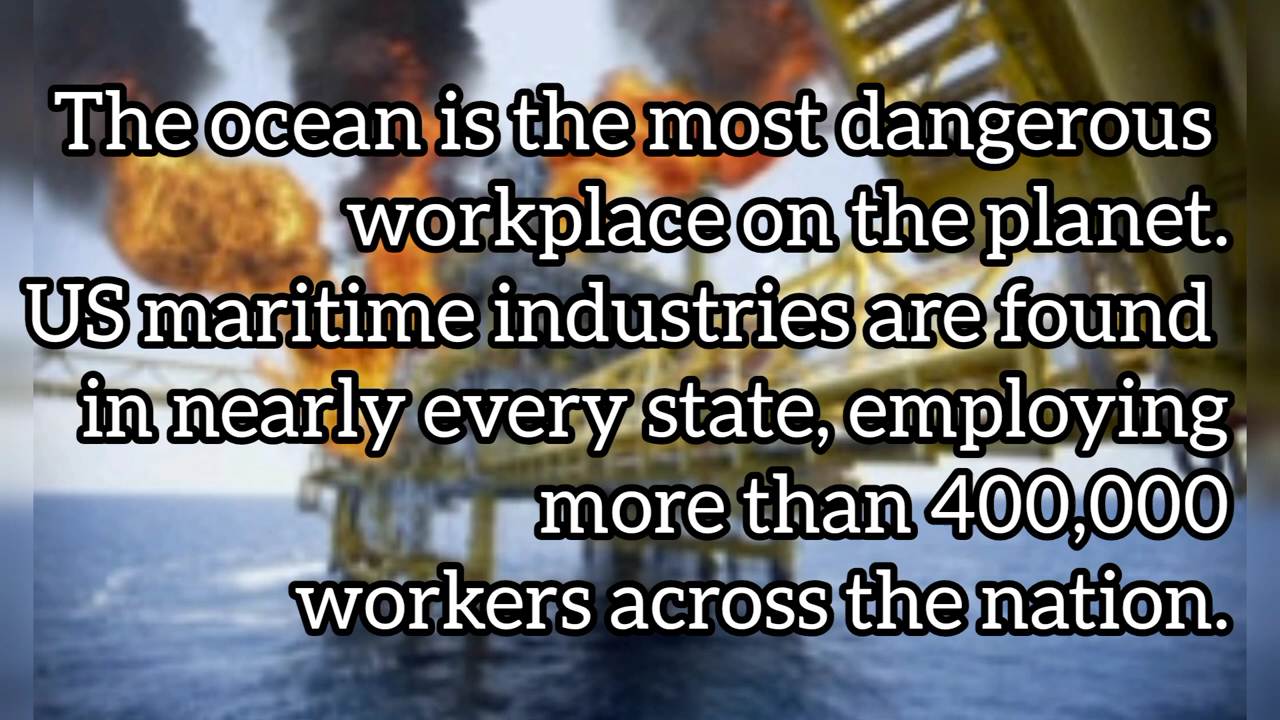 The ocean is the most dangerous
workplace on the planet.
US maritime industries are found
in nearly every state, employing
more than 400,000
workers across the nation.